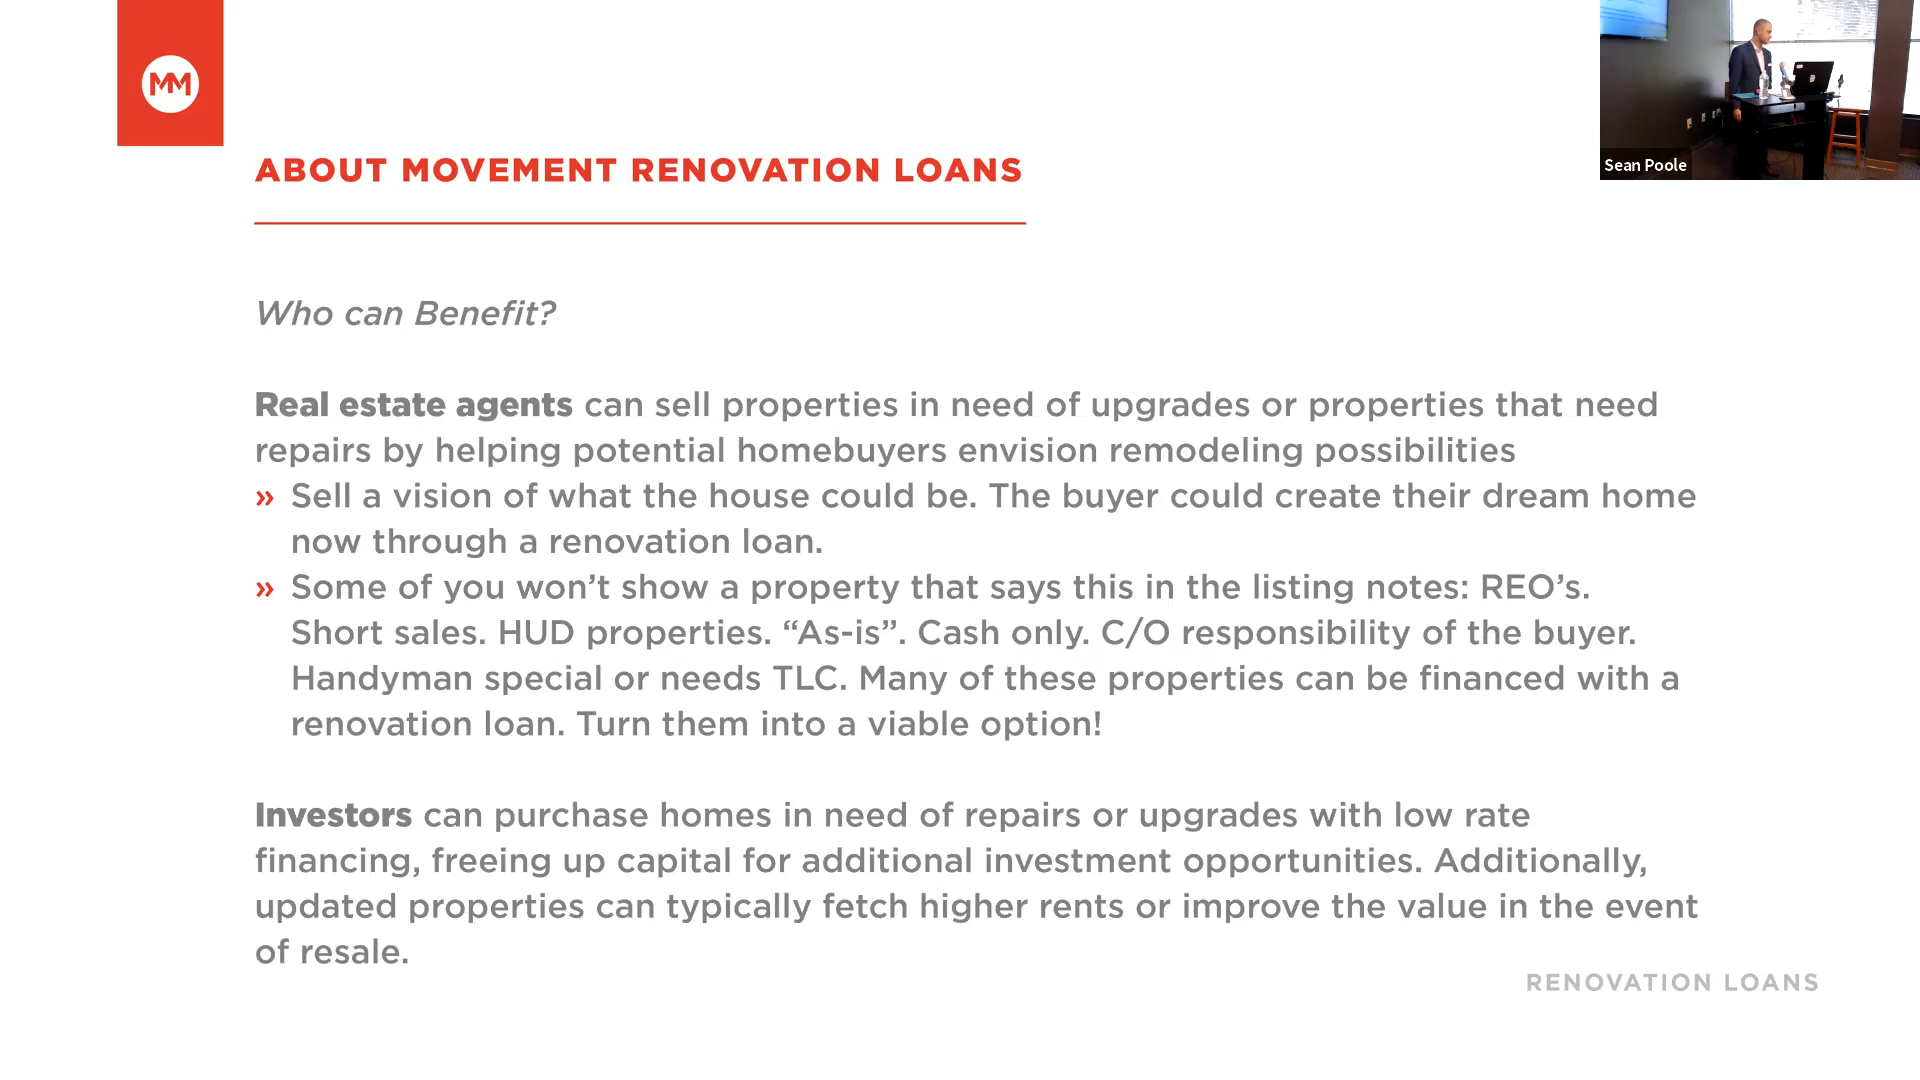 MM
Sean Poole
ABOUT MOVEMENT RENOVATION LOANS
Who can Benefit?
Real estate agents can sell properties in need of upgrades or properties that need
repairs by helping potential homebuyers envision remodeling possibilities
» Sell a vision of what the house could be. The buyer could create their dream home
now through a renovation loan.
» Some of you won’t show a property that says this in the listing notes: REO’s.
Short sales. HUD properties. “As-is”. Cash only. C/O responsibility of the buyer.
Handyman special or needs TLC. Many of these properties can be financed with a
renovation loan. Turn them into a viable option!
Investors can purchase homes in need of repairs or upgrades with low rate
financing, freeing up capital for additional investment opportunities. Additionally,
updated properties can typically fetch higher rents or improve the value in the event
of resale.
RENOVATION LOANS